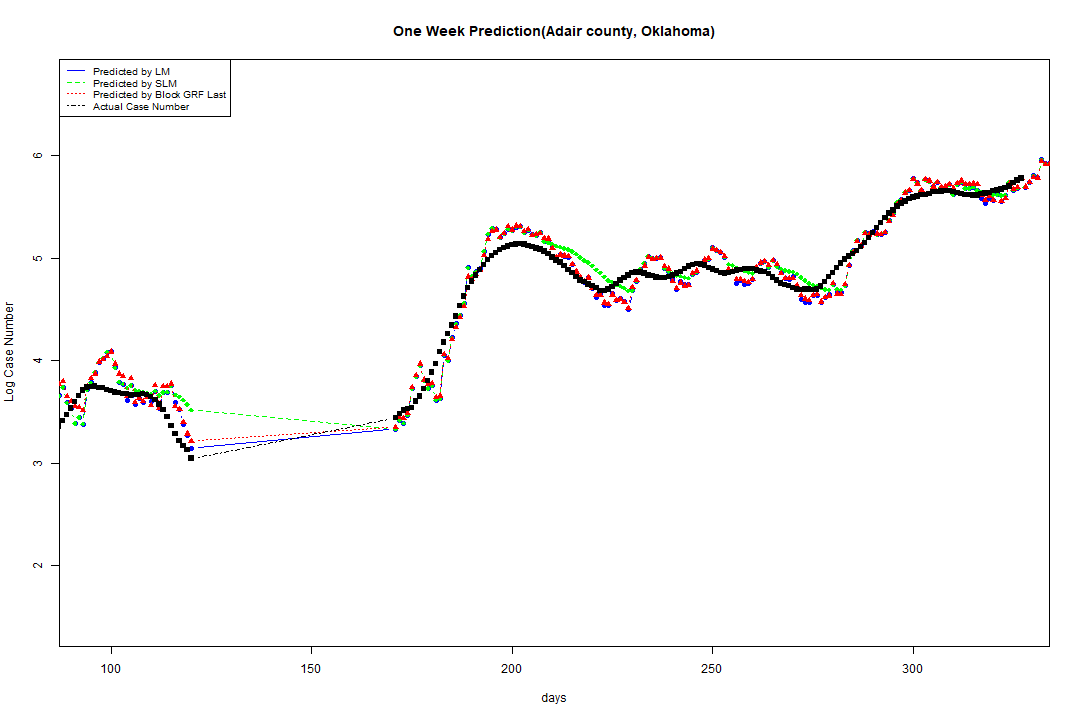 One Week Prediction(Adair county, Oklahoma)
Predicted by LM
Predicted by SLM
Predicted by Block GRF Last
Actual Case Number
6
5
4
3
2
Log Case Number
100 150 200 250 300
days